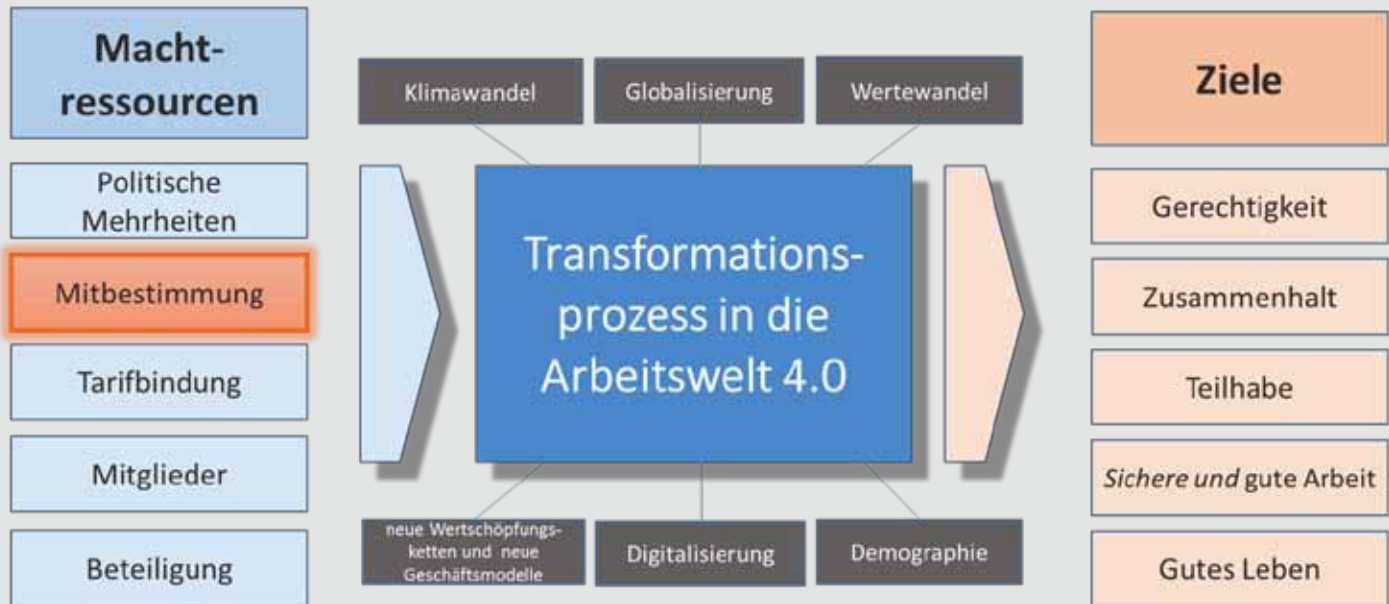 Macht-
ressourcen
Politische
Mehrheiten
Mitbestimmung
Tarifbindung
Mitglieder
Beteiligung
Klimawandel
Globalisierung
Wertewandel
Transformations-
prozess in die
Arbeitswelt 4.0
neue Wertschöpfungs-
ketten und neue
Geschäftsmodelle
Digitalisierung
Demographie
Ziele
Gerechtigkeit
Zusammenhalt
Teilhabe
Sichere und gute Arbeit
Gutes Leben